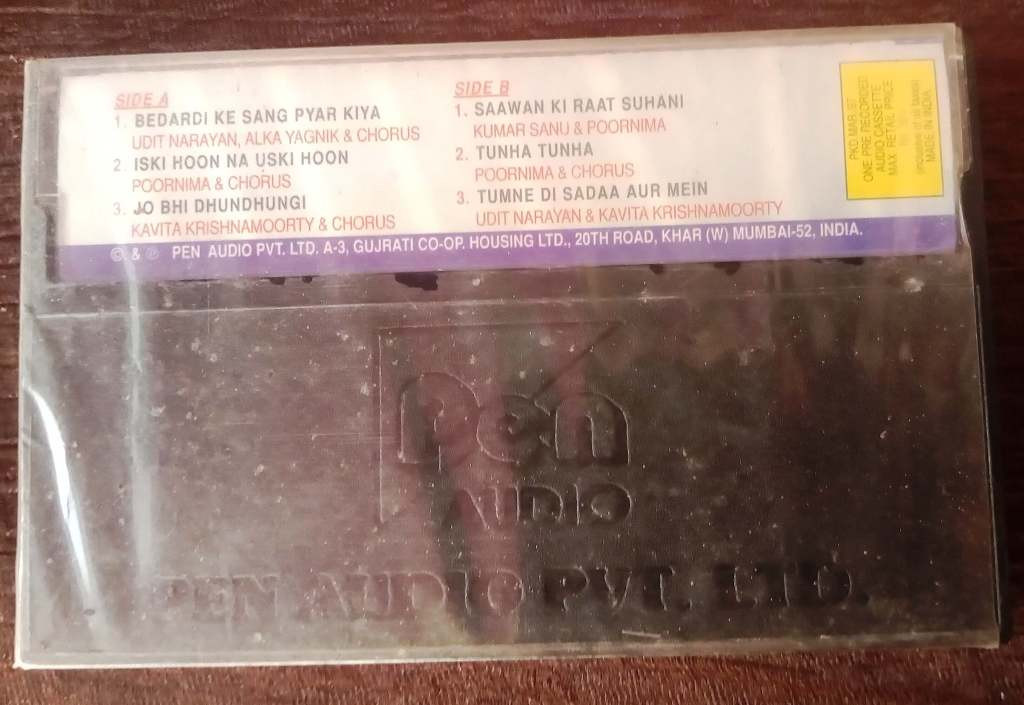 SIDE A
1. BEDARDI KE SANG PYAR KIYA
UDIT NARAYAN, ALKA YAGNIK & CHORUS
2. ISKI HOON NA USKI HOON
POORNIMA & CHORUS
3. JO BHI DHUNDHUNGI
KAVITA KRISHNAMOORTY & CHORUS
SIDE B
1. SAAWAN KI RAAT SUHANI
KUMAR SANU & POORNIMA
2. TUNHA TUNHA
POORNIMA & CHORUS
3. TUMNE DI SADAA AUR MEIN
UDIT NARAYAN & KAVITA KRISHNAMOORTY
© & ℗ PEN AUDIO PVT. LTD. A-3, GUJRATI CO-OP. HOUSING LTD., 20TH ROAD, KHAR (W) MUMBAI-52, INDIA.
PKD MAR 97
ONE PRE RECORDED
AUDIO CASSETTE
MAX RETAIL PRICE
MADE IN INDIA
Pen
AUDIO
PEN AUDIO PVT. LTD.